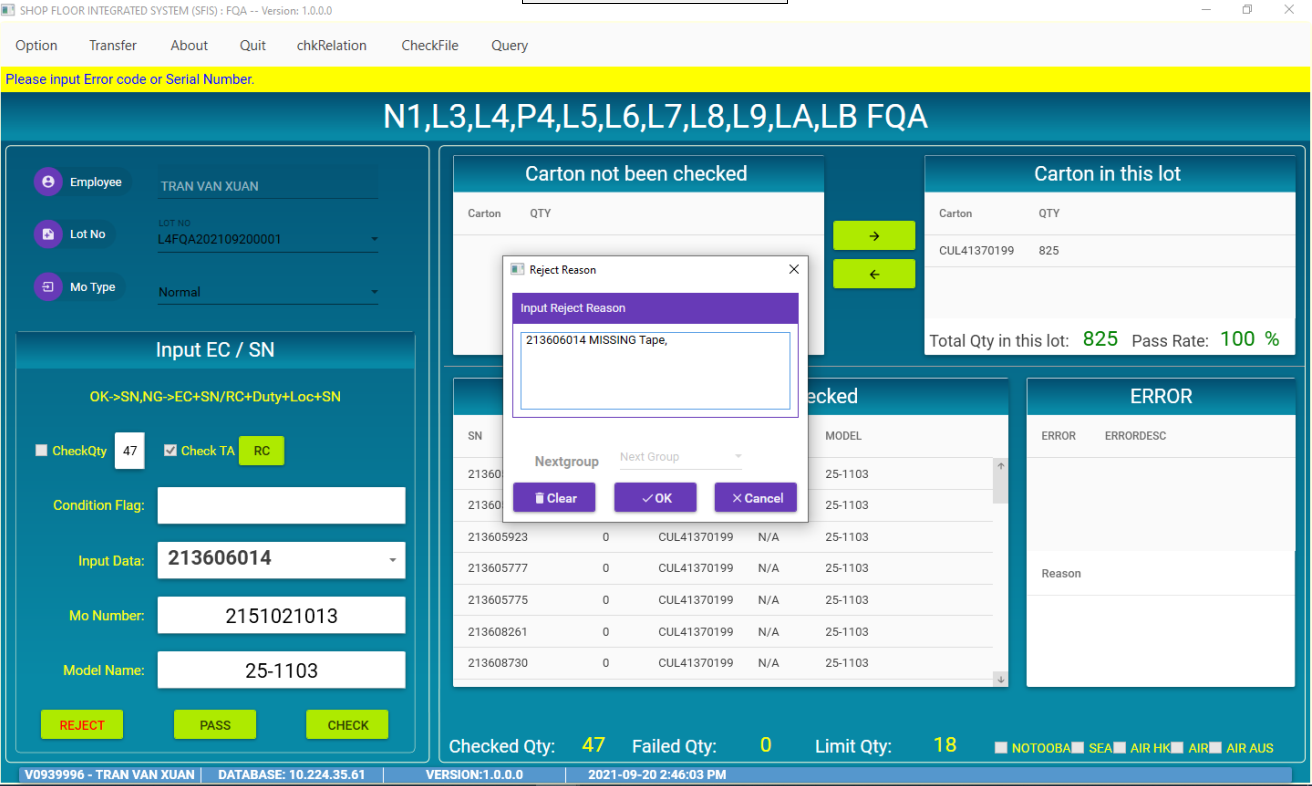 SHOP FLOOR INTEGRATED SYSTEM (SFIS) : FQA -- Version: 1.0.0.0
Option Transfer About Quit chkRelation CheckFile Query
Please input Error code or Serial Number.
N1,L3,L4,P4,L5,L6,L7,L8,L9,LA,LB FQA
Employee TRAN VAN XUAN
LOT NO
Lot No L4FQA202109200001
Mo Type Normal
Input EC / SN
OK->SN,NG->EC+SN/RC+Duty+Loc+SN
CheckQty 47 Check TA RC
Condition Flag:
Input Data: 213606014
Mo Number: 2151021013
Model Name: 25-1103
REJECT PASS CHECK
Carton not been checked
Carton QTY
Carton in this lot
Carton QTY
CUL41370199 825
Total Qty in this lot: 825 Pass Rate: 100 %
Reject Reason
Input Reject Reason
213606014 MISSING Tape,
Nextgroup Next Group
Clear OK Cancel
ecked
SN MODEL
21360 25-1103
21360 25-1103
213605923 0 CUL41370199 N/A 25-1103
213605777 0 CUL41370199 N/A 25-1103
213605775 0 CUL41370199 N/A 25-1103
213608261 0 CUL41370199 N/A 25-1103
213608730 0 CUL41370199 N/A 25-1103
ERROR
ERROR ERRORDESC
Reason
Checked Qty: 47 Failed Qty: 0 Limit Qty: 18 NOTOOBA SEA AIR HK AIR AIR AUS
V0939996 - TRAN VAN XUAN DATABASE: 10.224.35.61 VERSION:1.0.0.0 2021-09-20 2:46:03 PM